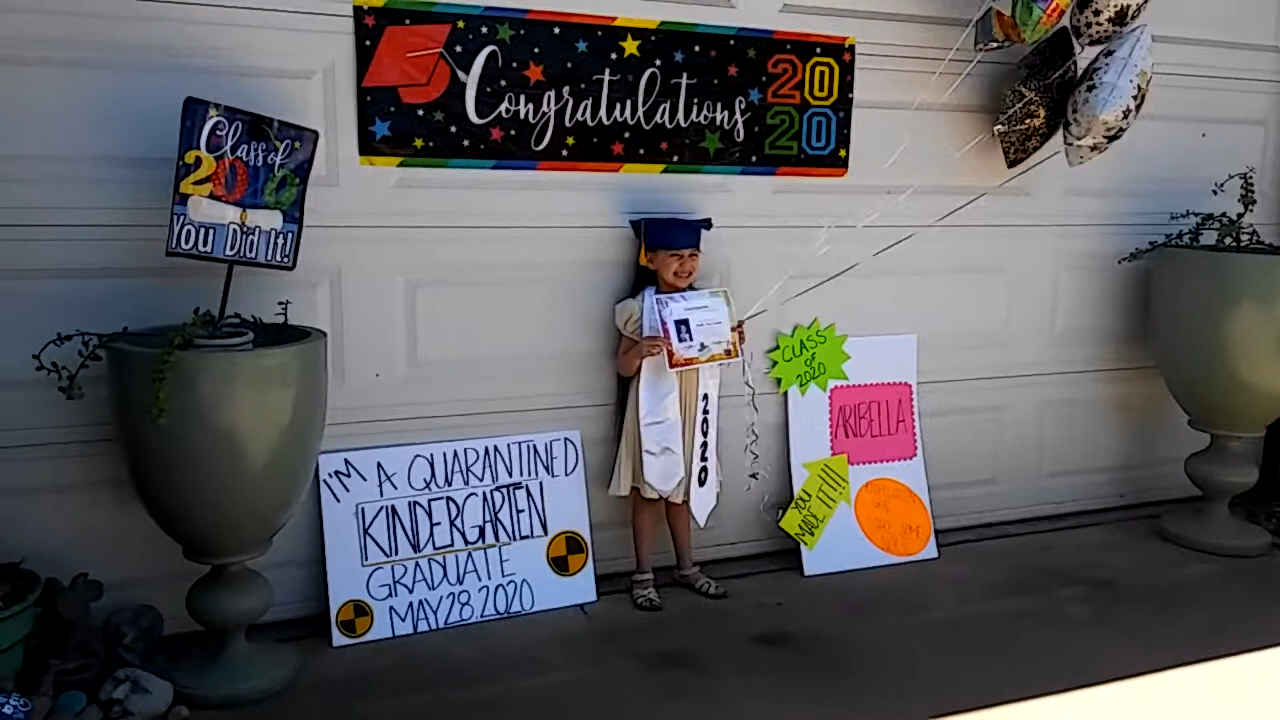 Congratulations
20
20
Class of
2020
You Did It!
2020
I'M A QUARANTINED
KINDERGARTEN
GRADUATE
MAY 28.2020
CLASS
OF
2020
ARIBELLA
YOU
MADE IT!!!